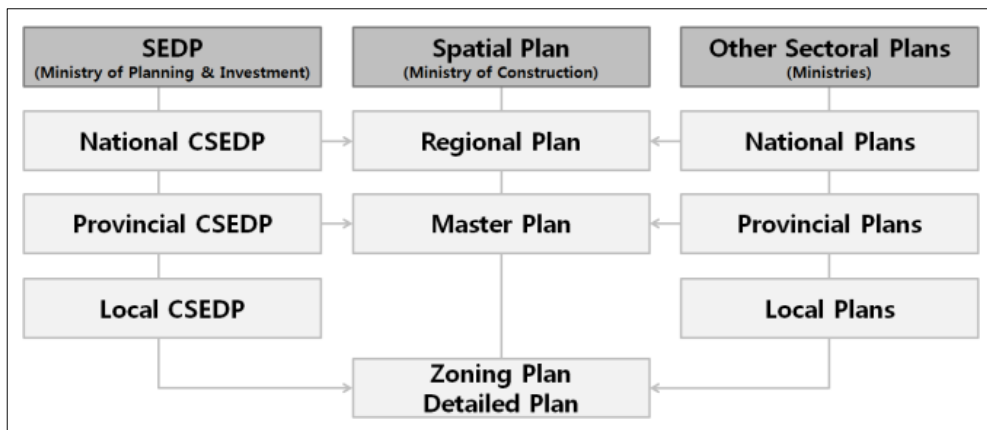 SEDP
(Ministry of Planning & Investment)
Spatial Plan
(Ministry of Construction)
Other Sectoral Plans
(Ministries)
National CSEDP
Regional Plan
National Plans
Provincial CSEDP
Master Plan
Provincial Plans
Local CSEDP
Local Plans
Zoning Plan
Detailed Plan